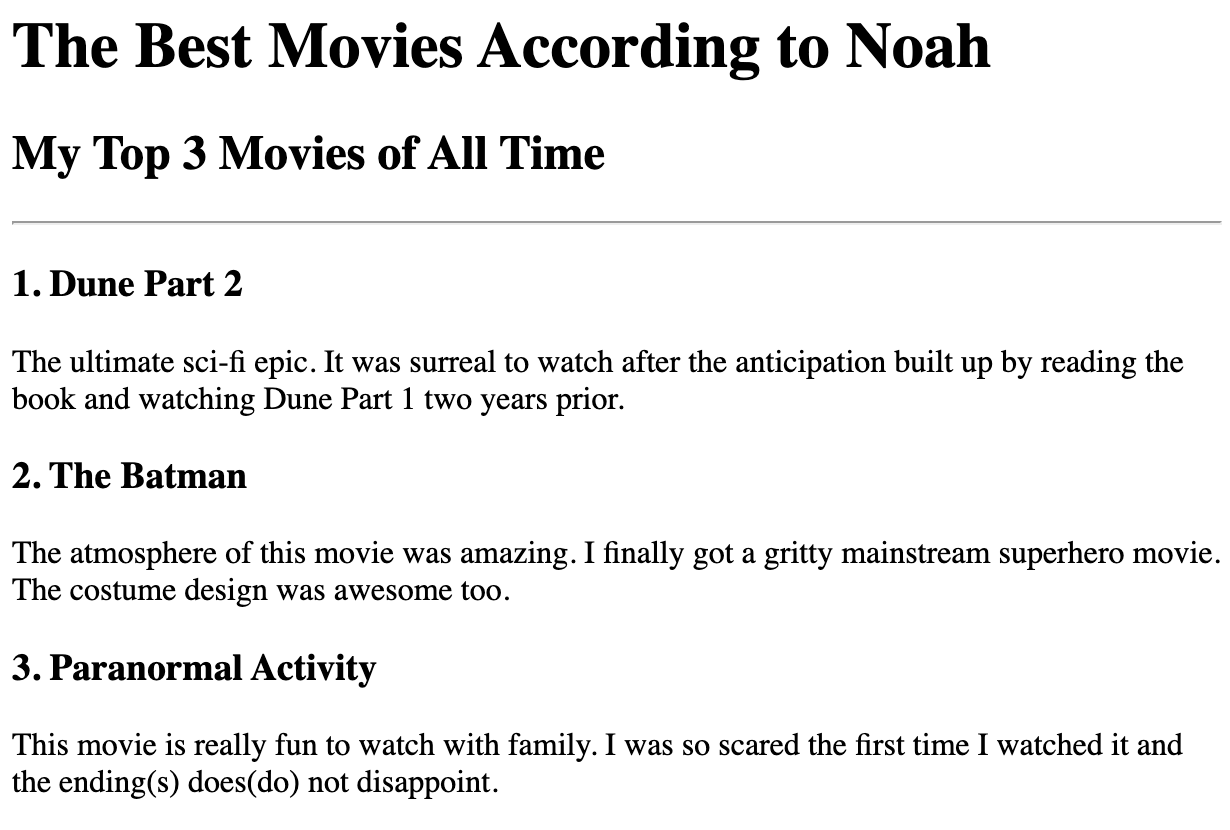 The Best Movies According to Noah
My Top 3 Movies of All Time
1. Dune Part 2
The ultimate sci-fi epic. It was surreal to watch after the anticipation built up by reading the
book and watching Dune Part 1 two years prior.
2. The Batman
The atmosphere of this movie was amazing. I finally got a gritty mainstream superhero movie.
The costume design was awesome too.
3. Paranormal Activity
This movie is really fun to watch with family. I was so scared the first time I watched it and
the ending(s) does(do) not disappoint.